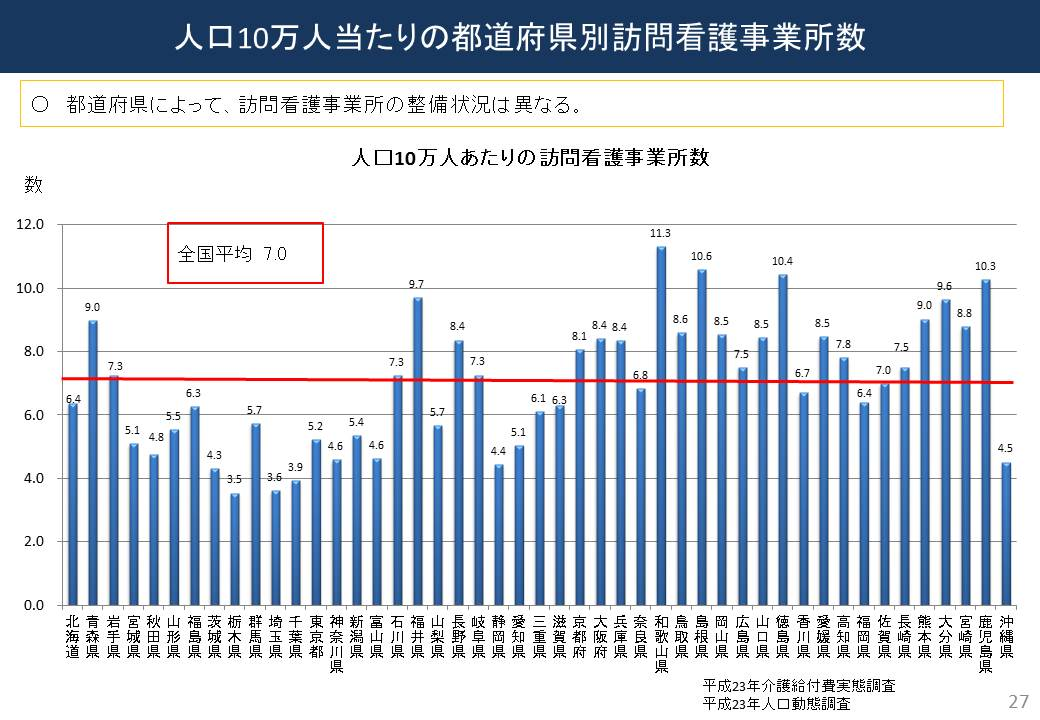 人口10万人当たりの都道府県別訪問看護事業所数
○　都道府県によって、訪問看護事業所の整備状況は異なる。
人口10万人あたりの訪問看護事業所数
数
全国平均 7.0
12.0
10.0
8.0
6.0
4.0
2.0
0.0
6.4
9.0
7.3
5.1
4.8
5.5
6.3
4.3
3.5
5.7
3.6
3.9
5.2
4.6
5.4
4.6
7.3
9.7
5.7
8.4
7.3
4.4
5.1
6.1
6.3
8.1
8.4
8.4
6.8
11.3
8.6
10.6
8.5
7.5
8.5
10.4
6.7
8.5
7.8
6.4
7.0
7.5
9.0
9.6
8.8
10.3
4.5
北海道
青森県
岩手県
宮城県
秋田県
山形県
福島県
茨城県
栃木県
群馬県
埼玉県
千葉県
東京都
神奈川県
新潟県
富山県
石川県
福井県
山梨県
長野県
岐阜県
静岡県
愛知県
三重県
滋賀県
京都府
大阪府
兵庫県
奈良県
和歌山県
鳥取県
島根県
岡山県
広島県
山口県
徳島県
香川県
愛媛県
高知県
福岡県
佐賀県
長崎県
熊本県
大分県
宮崎県
鹿児島県
沖縄県
平成23年介護給付費実態調査
平成23年人口動態調査
27